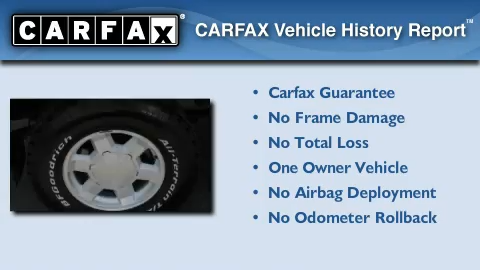 CARFAX® CARFAX Vehicle History Report™
• Carfax Guarantee
• No Frame Damage
• No Total Loss
• One Owner Vehicle
• No Airbag Deployment
• No Odometer Rollback
BFGoodrich
All-Terrain T/A